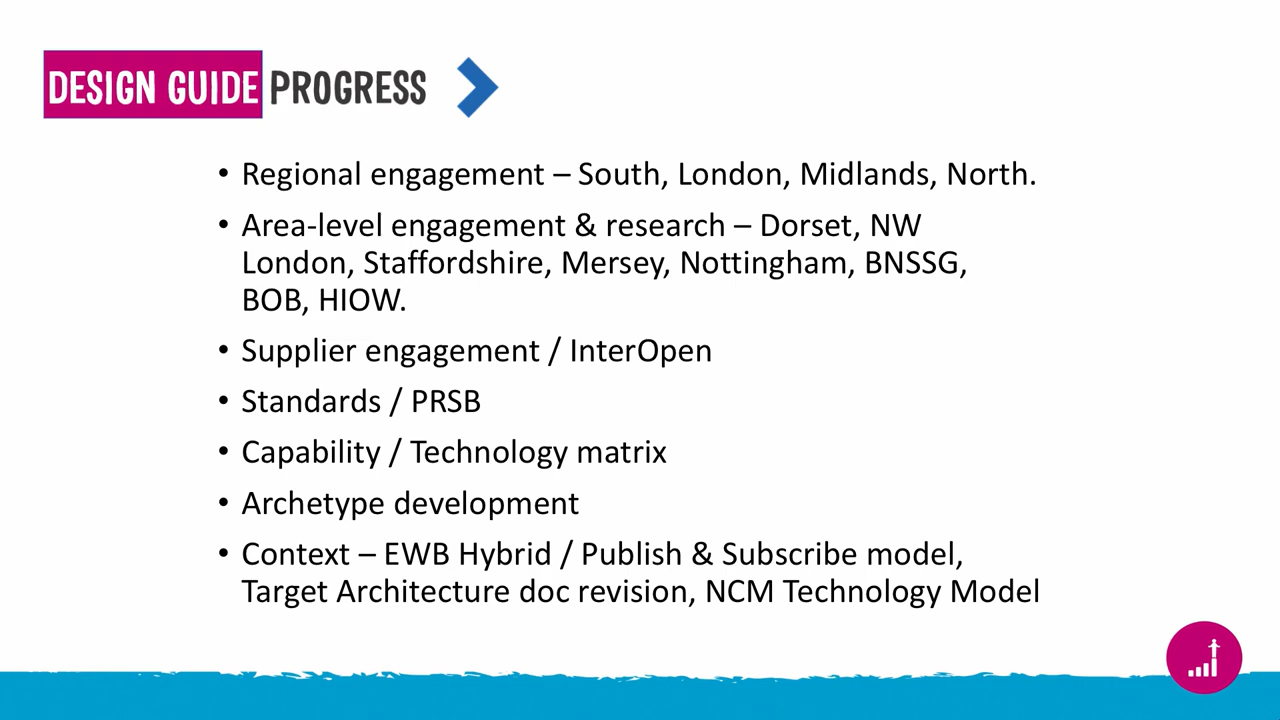 DESIGN GUIDE PROGRESS
• Regional engagement – South, London, Midlands, North.
• Area-level engagement & research – Dorset, NW
London, Staffordshire, Mersey, Nottingham, BNSSG,
BOB, HIOW.
• Supplier engagement / InterOpen
• Standards / PRSB
• Capability / Technology matrix
• Archetype development
• Context – EWB Hybrid / Publish & Subscribe model,
Target Architecture doc revision, NCM Technology Model